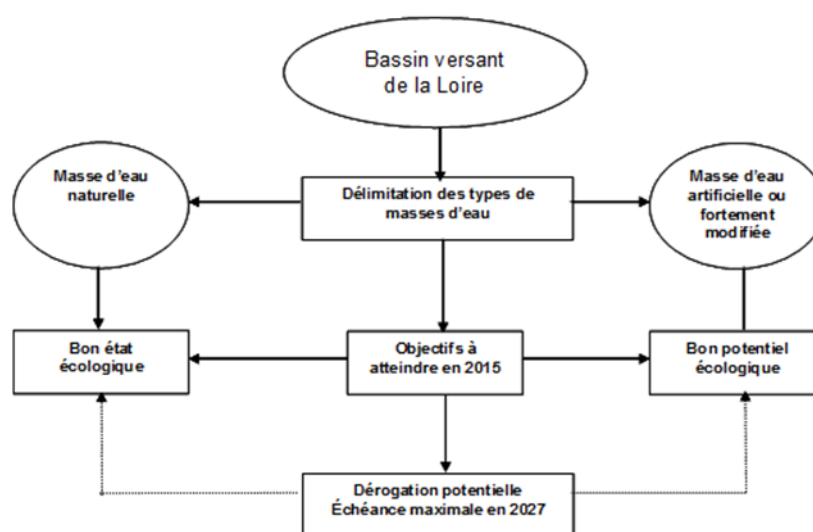 Bassin versant
de la Loire
Masse d'eau
naturelle
Délimitation des types de
masses d'eau
Masse d'eau
artificielle ou
fortement
modifiée
Bon état
écologique
Objectifs à
atteindre en 2015
Bon potentiel
écologique
Dérogation potentielle
Échéance maximale en 2027